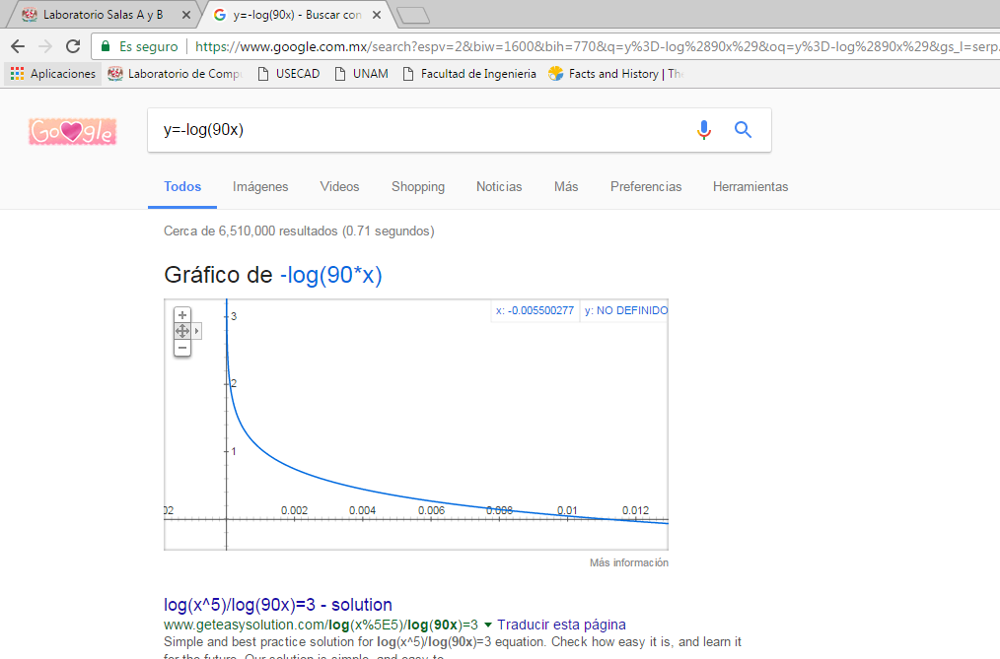 Laboratorio Salas A y B
y=-log(90x) - Buscar con
Aplicaciones
Es seguro
https://www.google.com.mx/search?espv=2&biw=1600&bih=770&q=y%3D-log%2890x%29&oq=y%3D-log%2890x%29&gs_l=serp.
Laboratorio de Compu
USECAD
UNAM
Facultad de Ingenieria
Facts and History | The
Google
y=-log(90x)
Todos
Imágenes
Videos
Shopping
Noticias
Más
Preferencias
Herramientas
Cerca de 6,510,000 resultados (0.71 segundos)
Gráfico de -log(90*x)
x: -0.005500277
y: NO DEFINIDO
3
2
1
02
0.002
0.004
0.006
0.008
0.01
0.012
Más información
log(x^5)/log(90x)=3 - solution
www.geteasysolution.com/log(x%5E5)/log(90x)=3 Traducir esta página
Simple and best practice solution for log(x^5)/log(90x)=3 equation. Check how easy it is, and learn it
for the future. Our solution is simple, and easy to